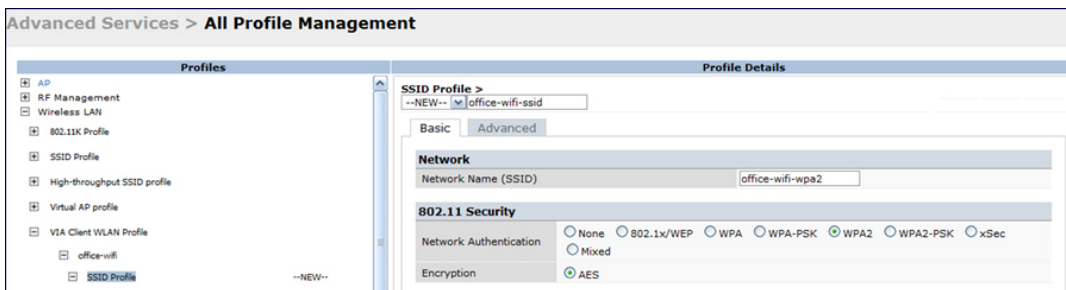 Advanced Services > All Profile Management
Profiles
AP
RF Management
Wireless LAN
802.11K Profile
SSID Profile
High-throughput SSID profile
Virtual AP profile
VIA Client WLAN Profile
office-wifi
SSID Profile --NEW--
Profile Details
SSID Profile >
--NEW-- office-wifi-ssid
Basic Advanced
Network
Network Name (SSID) office-wifi-wpa2
802.11 Security
Network Authentication None 802.1x/WEP WPA WPA-PSK WPA2 WPA2-PSK xSec
Mixed
Encryption AES